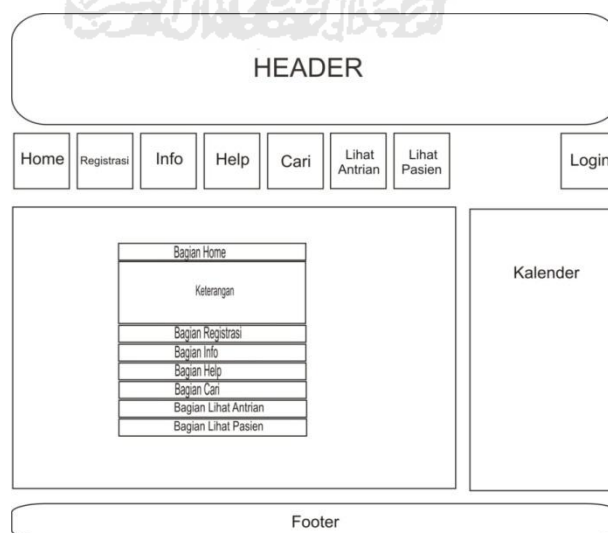 HEADER
Home
Registrasi
Info
Help
Cari
Lihat
Antrian
Lihat
Pasien
Login
Bagian Home
Keterangan
Bagian Registrasi
Bagian Info
Bagian Help
Bagian Cari
Bagian Lihat Antrian
Bagian Lihat Pasien
Kalender
Footer